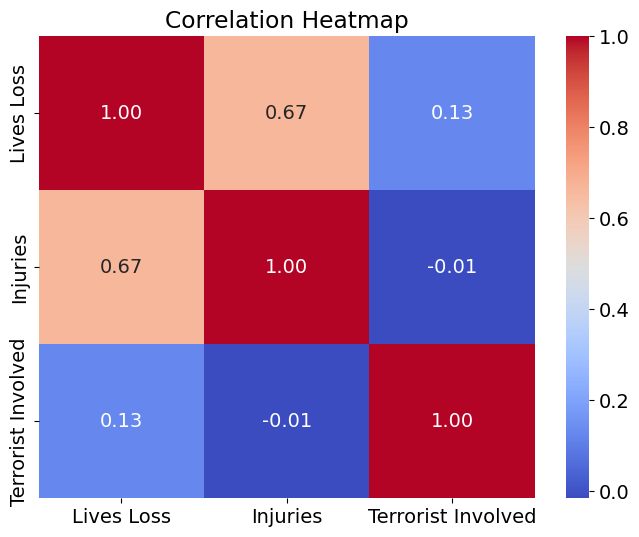 Correlation Heatmap
Lives Loss
1.00
0.67
0.13
Injuries
0.67
1.00
-0.01
Terrorist Involved
0.13
-0.01
1.00
Lives Loss
Injuries
Terrorist Involved
1.0
0.8
0.6
0.4
0.2
0.0